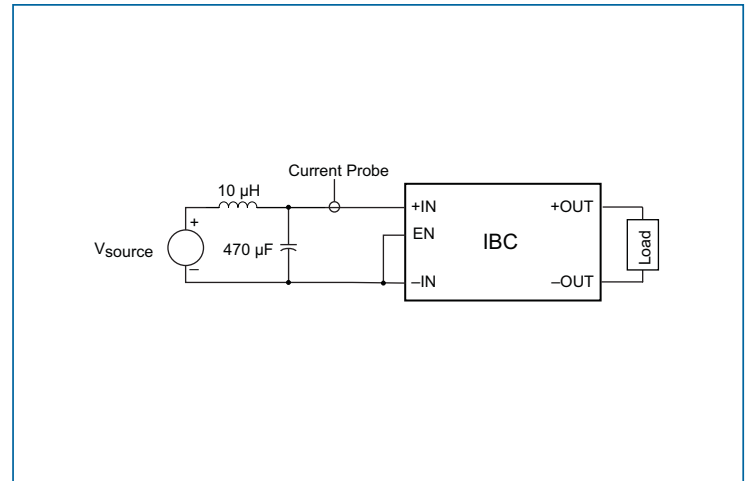 Current Probe
10 µH
+IN
+OUT
+
EN
IBC
Load
Vsource
470 µF
–
–IN
–OUT